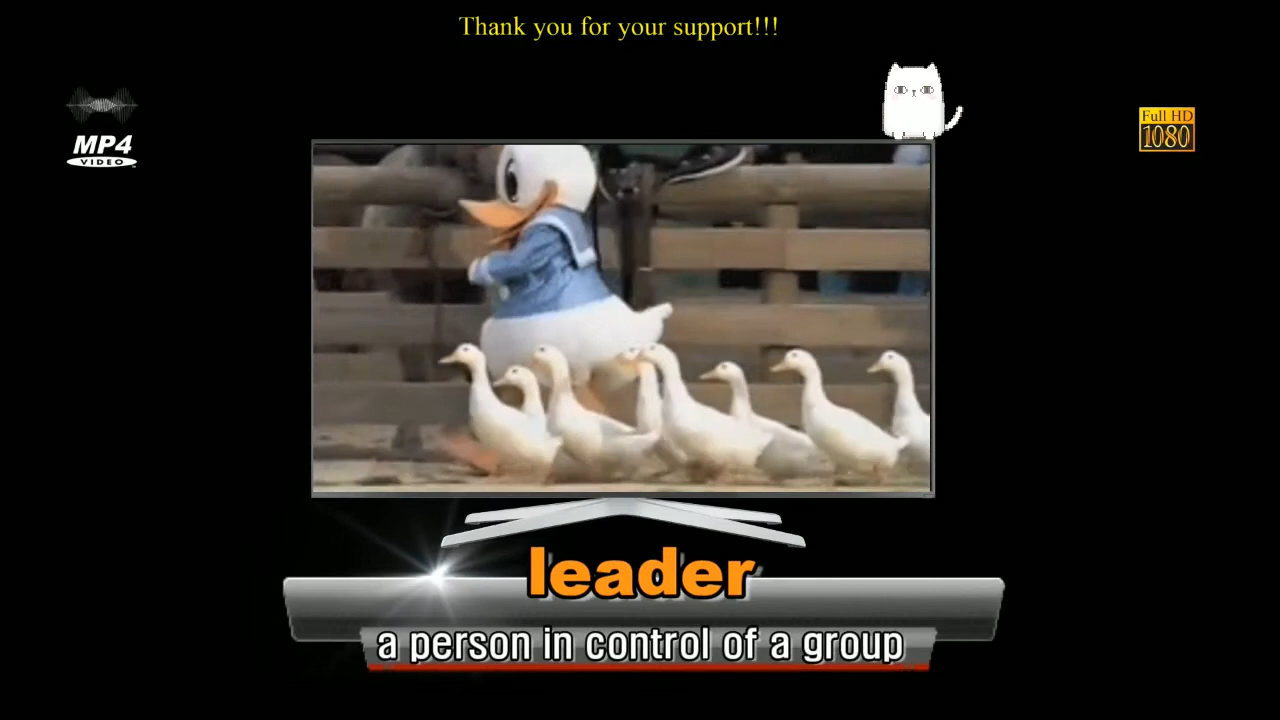 Thank you for your support!!!
MP4
VIDEO
Full HD
1080
leader
a person in control of a group